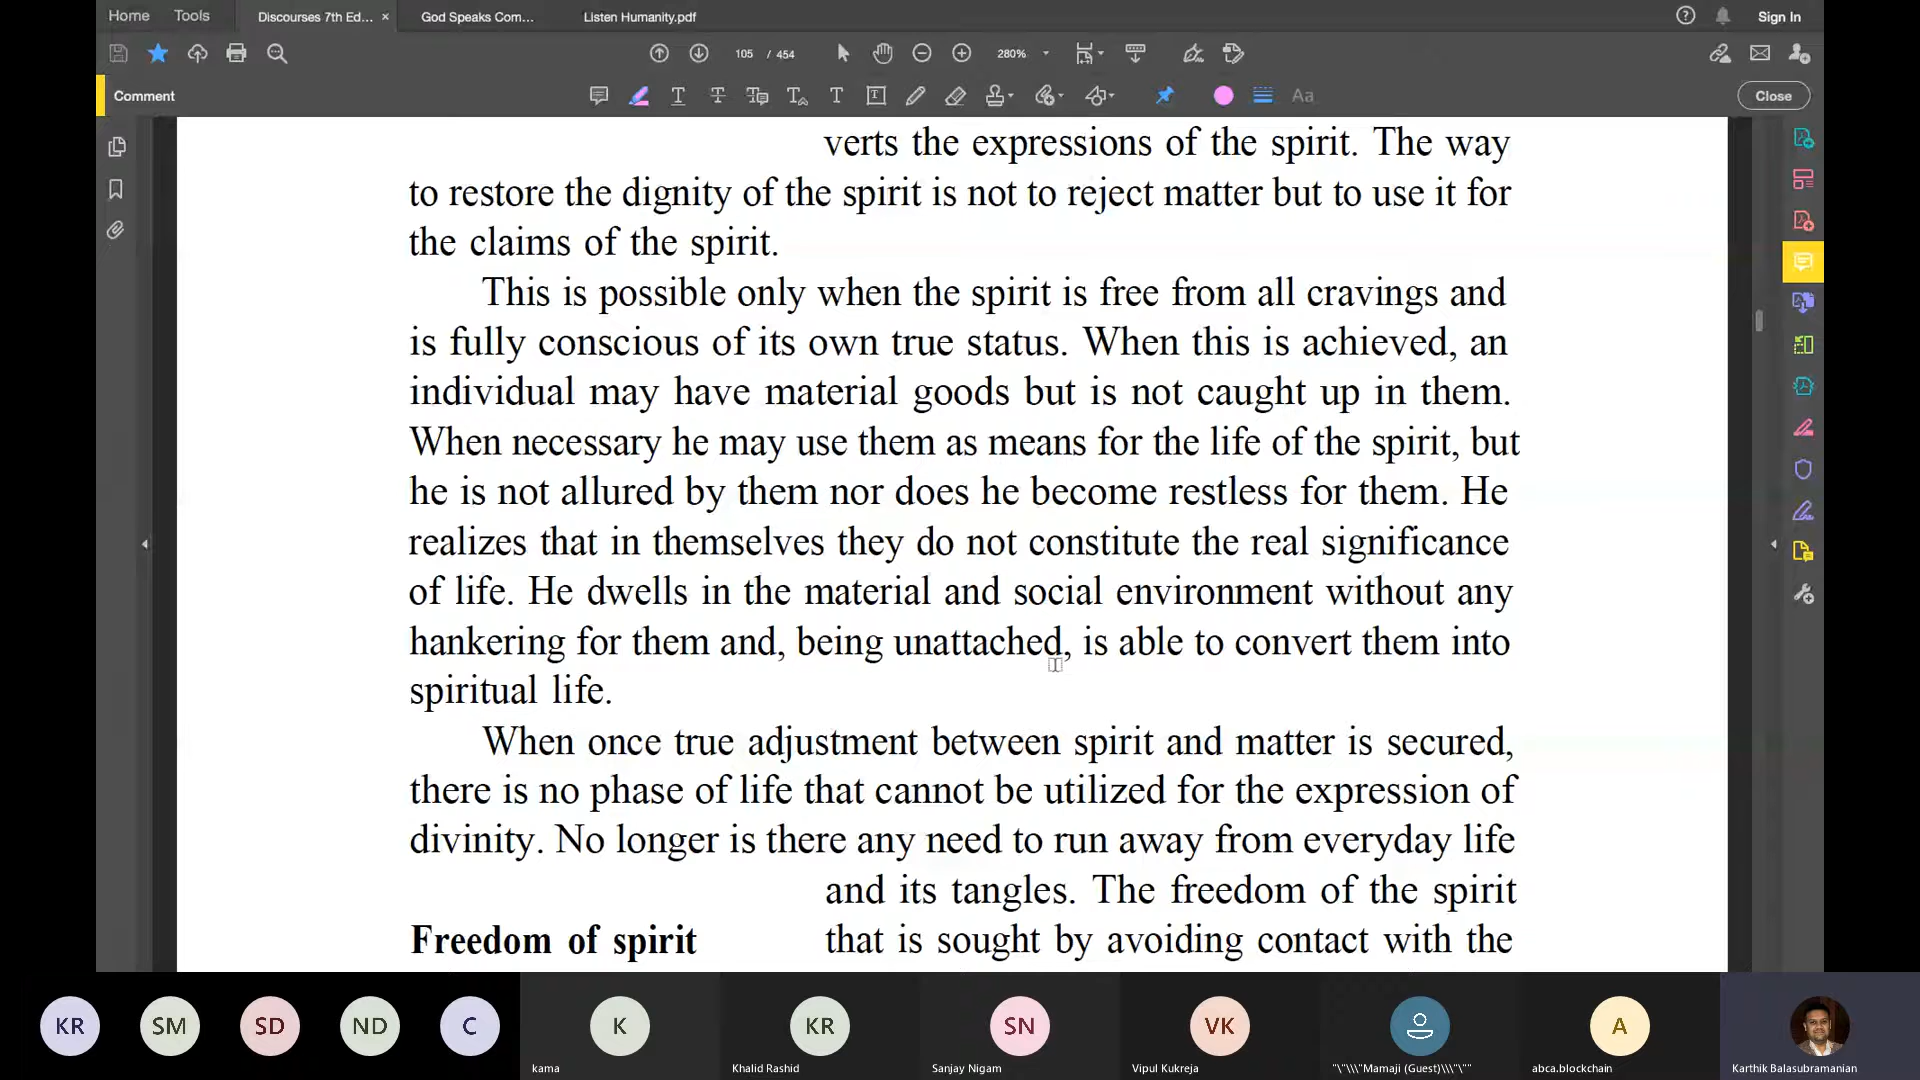 Home Tools Discourses 7th Ed... × God Speaks Com... Listen Humanity.pdf Sign In
105 / 454 280%
Comment Aa Close
verts the expressions of the spirit. The way
to restore the dignity of the spirit is not to reject matter but to use it for
the claims of the spirit.
This is possible only when the spirit is free from all cravings and
is fully conscious of its own true status. When this is achieved, an
individual may have material goods but is not caught up in them.
When necessary he may use them as means for the life of the spirit, but
he is not allured by them nor does he become restless for them. He
realizes that in themselves they do not constitute the real significance
of life. He dwells in the material and social environment without any
hankering for them and, being unattached, is able to convert them into
spiritual life.
When once true adjustment between spirit and matter is secured,
there is no phase of life that cannot be utilized for the expression of
divinity. No longer is there any need to run away from everyday life
and its tangles. The freedom of the spirit
Freedom of spirit that is sought by avoiding contact with the
KR SM SD ND C K KR SN VK A
kama Khalid Rashid Sanjay Nigam Vipul Kukreja "\"\\\"Mamaji (Guest)\\\"\"" abca.blockchain Karthik Balasubramanian